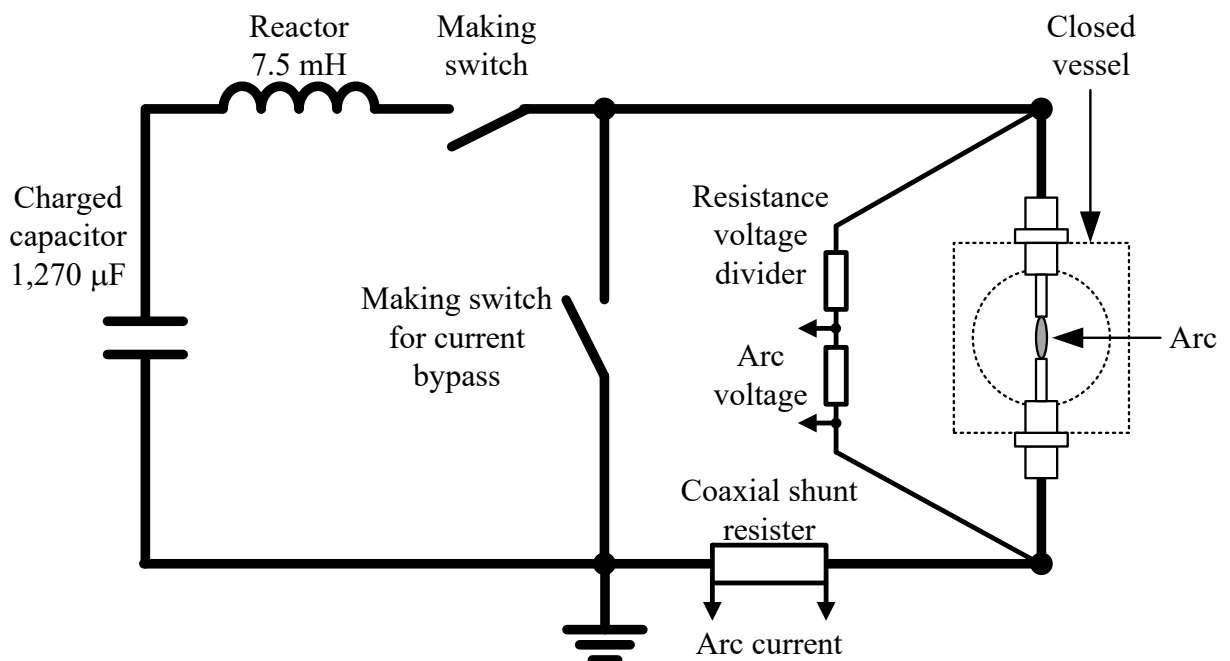 Reactor
7.5 mH
Making
switch
Closed
vessel
Charged
capacitor
1,270 μF
Resistance
voltage
divider
Making switch
for current
bypass
Arc
voltage
Arc
Coaxial shunt
resister
Arc current